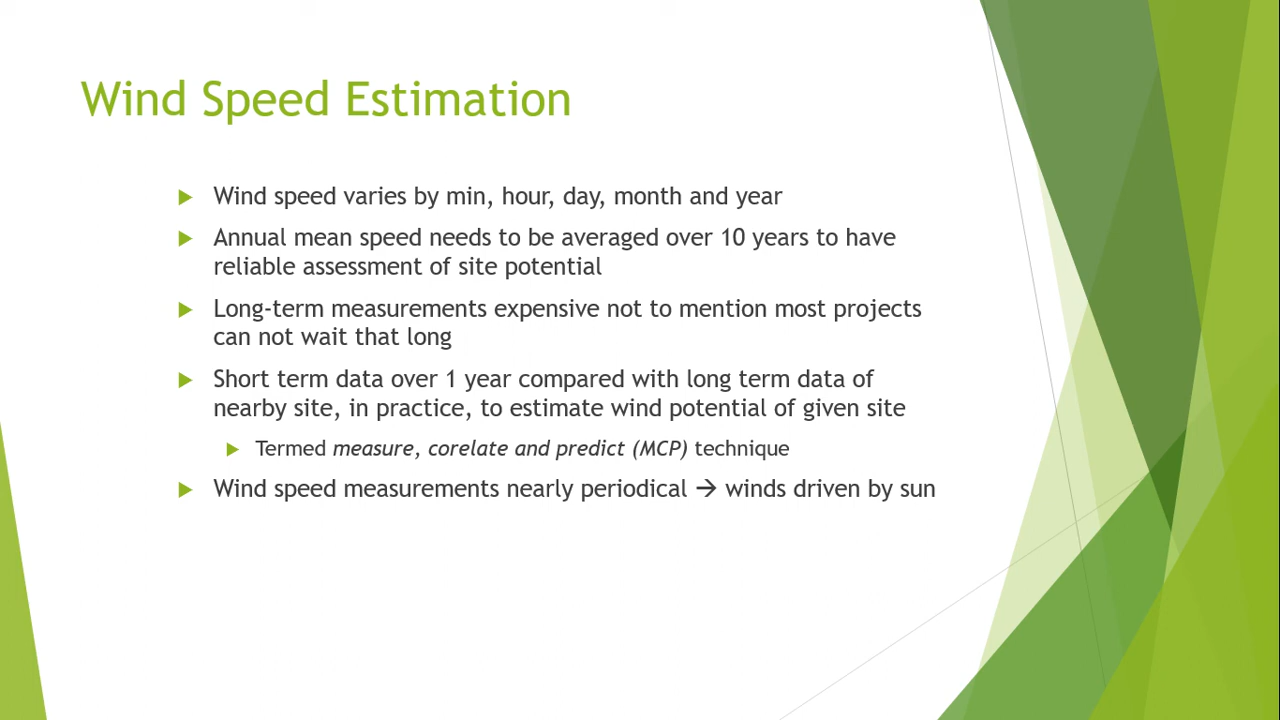 Wind Speed Estimation
Wind speed varies by min, hour, day, month and year
Annual mean speed needs to be averaged over 10 years to have
reliable assessment of site potential
Long-term measurements expensive not to mention most projects
can not wait that long
Short term data over 1 year compared with long term data of
nearby site, in practice, to estimate wind potential of given site
Termed measure, corelate and predict (MCP) technique
Wind speed measurements nearly periodical → winds driven by sun